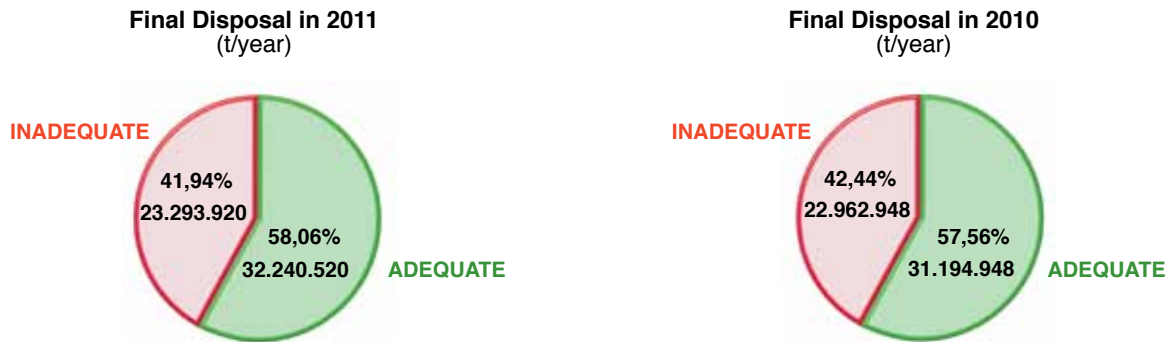 Final Disposal in 2011
(t/year)
INADEQUATE
41,94%
23.293.920
58,06%
32.240.520
ADEQUATE
Final Disposal in 2010
(t/year)
INADEQUATE
42,44%
22.962.948
57,56%
31.194.948
ADEQUATE